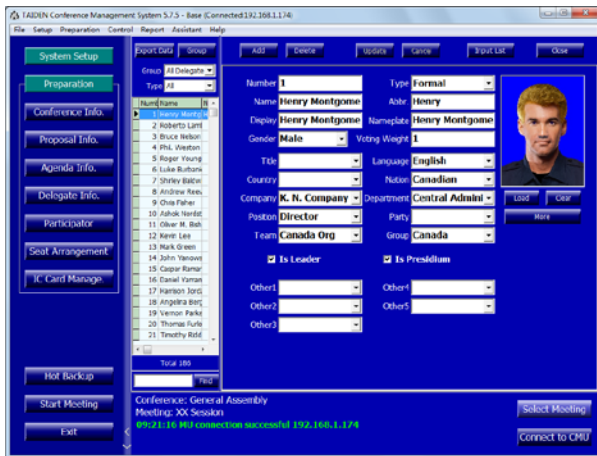 TAIDEN Conference Management System 5.7.5 - Base (Connected:192.168.1.174)
File Setup Preparation Control Report Assistant Help
System Setup
Preparation
Conference Info.
Proposal Info.
Agenda Info.
Delegate Info.
Participator
Seat Arrangement
IC Card Manage.
Hot Backup
Start Meeting
Exit
Export Data Group
Group All Delegate
Type All
Numb Name N
1 Henry Montg H
2 Roberto Lam
3 Bruce Nelson
4 Phil. Weston
5 Roger Young
6 Luke Burban
7 Shirley Baldw
8 Andrew Reev
9 Chris Fisher
10 Ashok Nerdst
11 Oliver M. Bish
12 Kevin Lee
13 Mark Green
14 John Yanows
15 Caspar Ramar
16 Daniel Yaman
17 Harrison Jord
18 Angelina Berg
19 Vernon Parke
20 Thomas Furle
21 Timothy Ridd
Total 186
Find
Add Delete Update Cancel Input List Close
Number 1 Type Formal
Name Henry Montgome Abbr. Henry
Display Henry Montgome Nameplate Henry Montgome
Gender Male Voting Weight 1
Title Language English
Country Nation Canadian
Company K. N. Company Department Central Admini
Position Director Party
Team Canada Org Group Canada
Is Leader Is Presidium
Other1 Other4
Other2 Other5
Other3
Load Clear
More
Conference: General Assembly
Meeting: XX Session
09:21:16 MU connection successful 192.168.1.174
Select Meeting
Connect to CMU